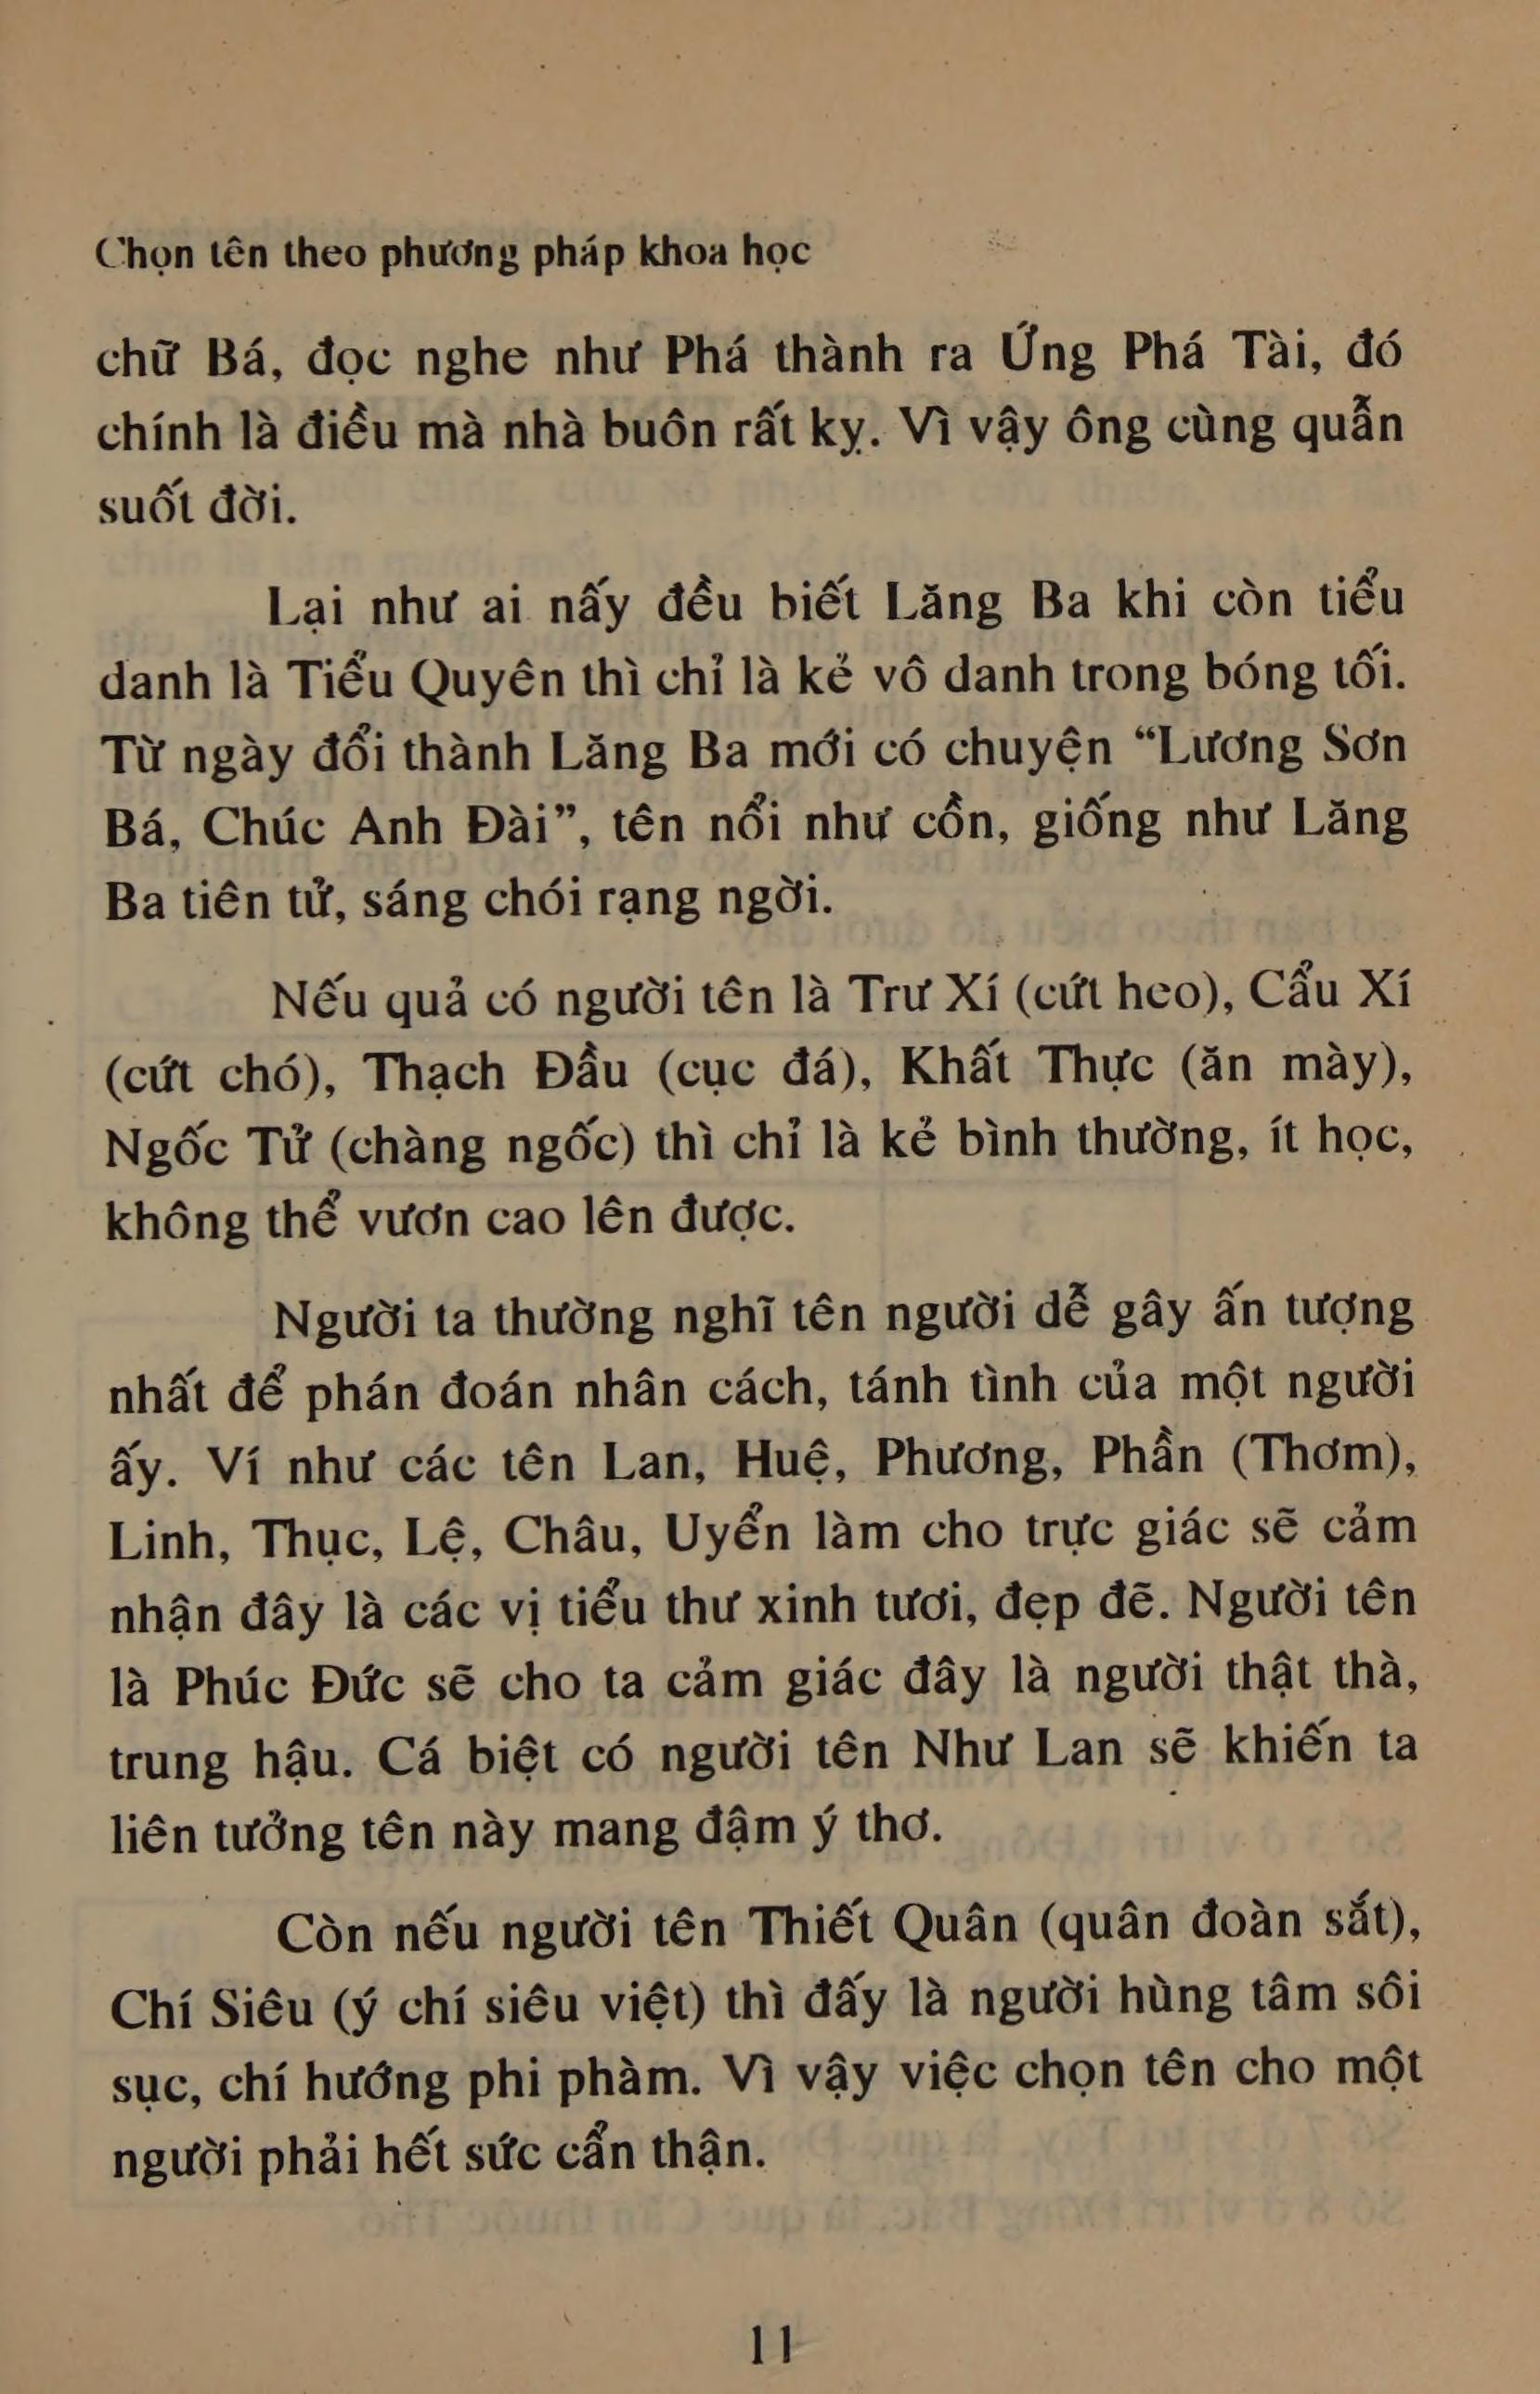 Chọn tên theo phương pháp khoa học
chữ Bá, đọc nghe như Phá thành ra Ứng Phá Tài, đó
chính là điều mà nhà buôn rất kỵ. Vì vậy ông cùng quẫn
suốt đời.
Lại như ai nấy đều biết Lăng Ba khi còn tiểu
danh là Tiểu Quyên thì chỉ là kẻ vô danh trong bóng tối.
Từ ngày đổi thành Lăng Ba mới có chuyện “Lương Sơn
Bá, Chúc Anh Đài”, tên nổi như cồn, giống như Lăng
Ba tiên tử, sáng chói rạng ngời.
Nếu quả có người tên là Trư Xí (cứt heo), Cẩu Xí
(cứt chó), Thạch Đầu (cục đá), Khất Thực (ăn mày),
Ngốc Tử (chàng ngốc) thì chỉ là kẻ bình thường, ít học,
không thể vươn cao lên được.
Người ta thường nghĩ tên người dễ gây ấn tượng
nhất để phán đoán nhân cách, tánh tình của một người
ấy. Ví như các tên Lan, Huệ, Phương, Phần (Thơm),
Linh, Thục, Lệ, Châu, Uyển làm cho trực giác sẽ cảm
nhận đây là các vị tiểu thư xinh tươi, đẹp đẽ. Người tên
là Phúc Đức sẽ cho ta cảm giác đây là người thật thà,
trung hậu. Cá biệt có người tên Như Lan sẽ khiến ta
liên tưởng tên này mang đậm ý thơ.
Còn nếu người tên Thiết Quân (quân đoàn sắt),
Chí Siêu (ý chí siêu việt) thì đấy là người hùng tâm sôi
sục, chí hướng phi phàm. Vì vậy việc chọn tên cho một
người phải hết sức cẩn thận.
11